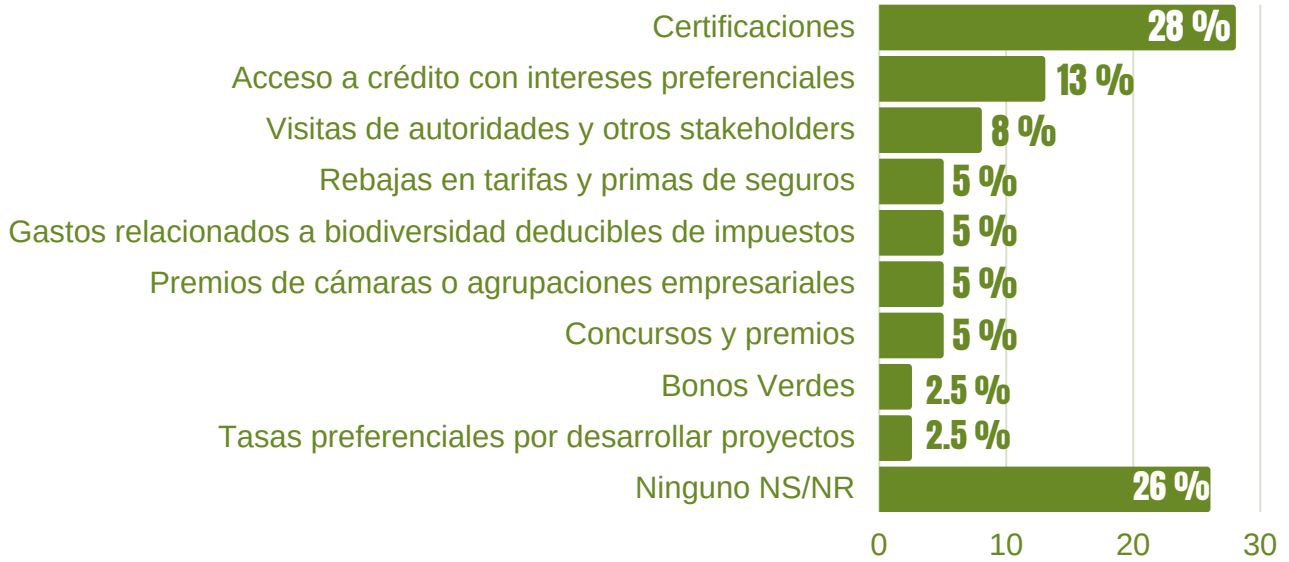 Certificaciones 28 %
Acceso a crédito con intereses preferenciales 13 %
Visitas de autoridades y otros stakeholders 8 %
Rebajas en tarifas y primas de seguros 5 %
Gastos relacionados a biodiversidad deducibles de impuestos 5 %
Premios de cámaras o agrupaciones empresariales 5 %
Concursos y premios 5 %
Bonos Verdes 2.5 %
Tasas preferenciales por desarrollar proyectos 2.5 %
Ninguno NS/NR 26 %
0 10 20 30